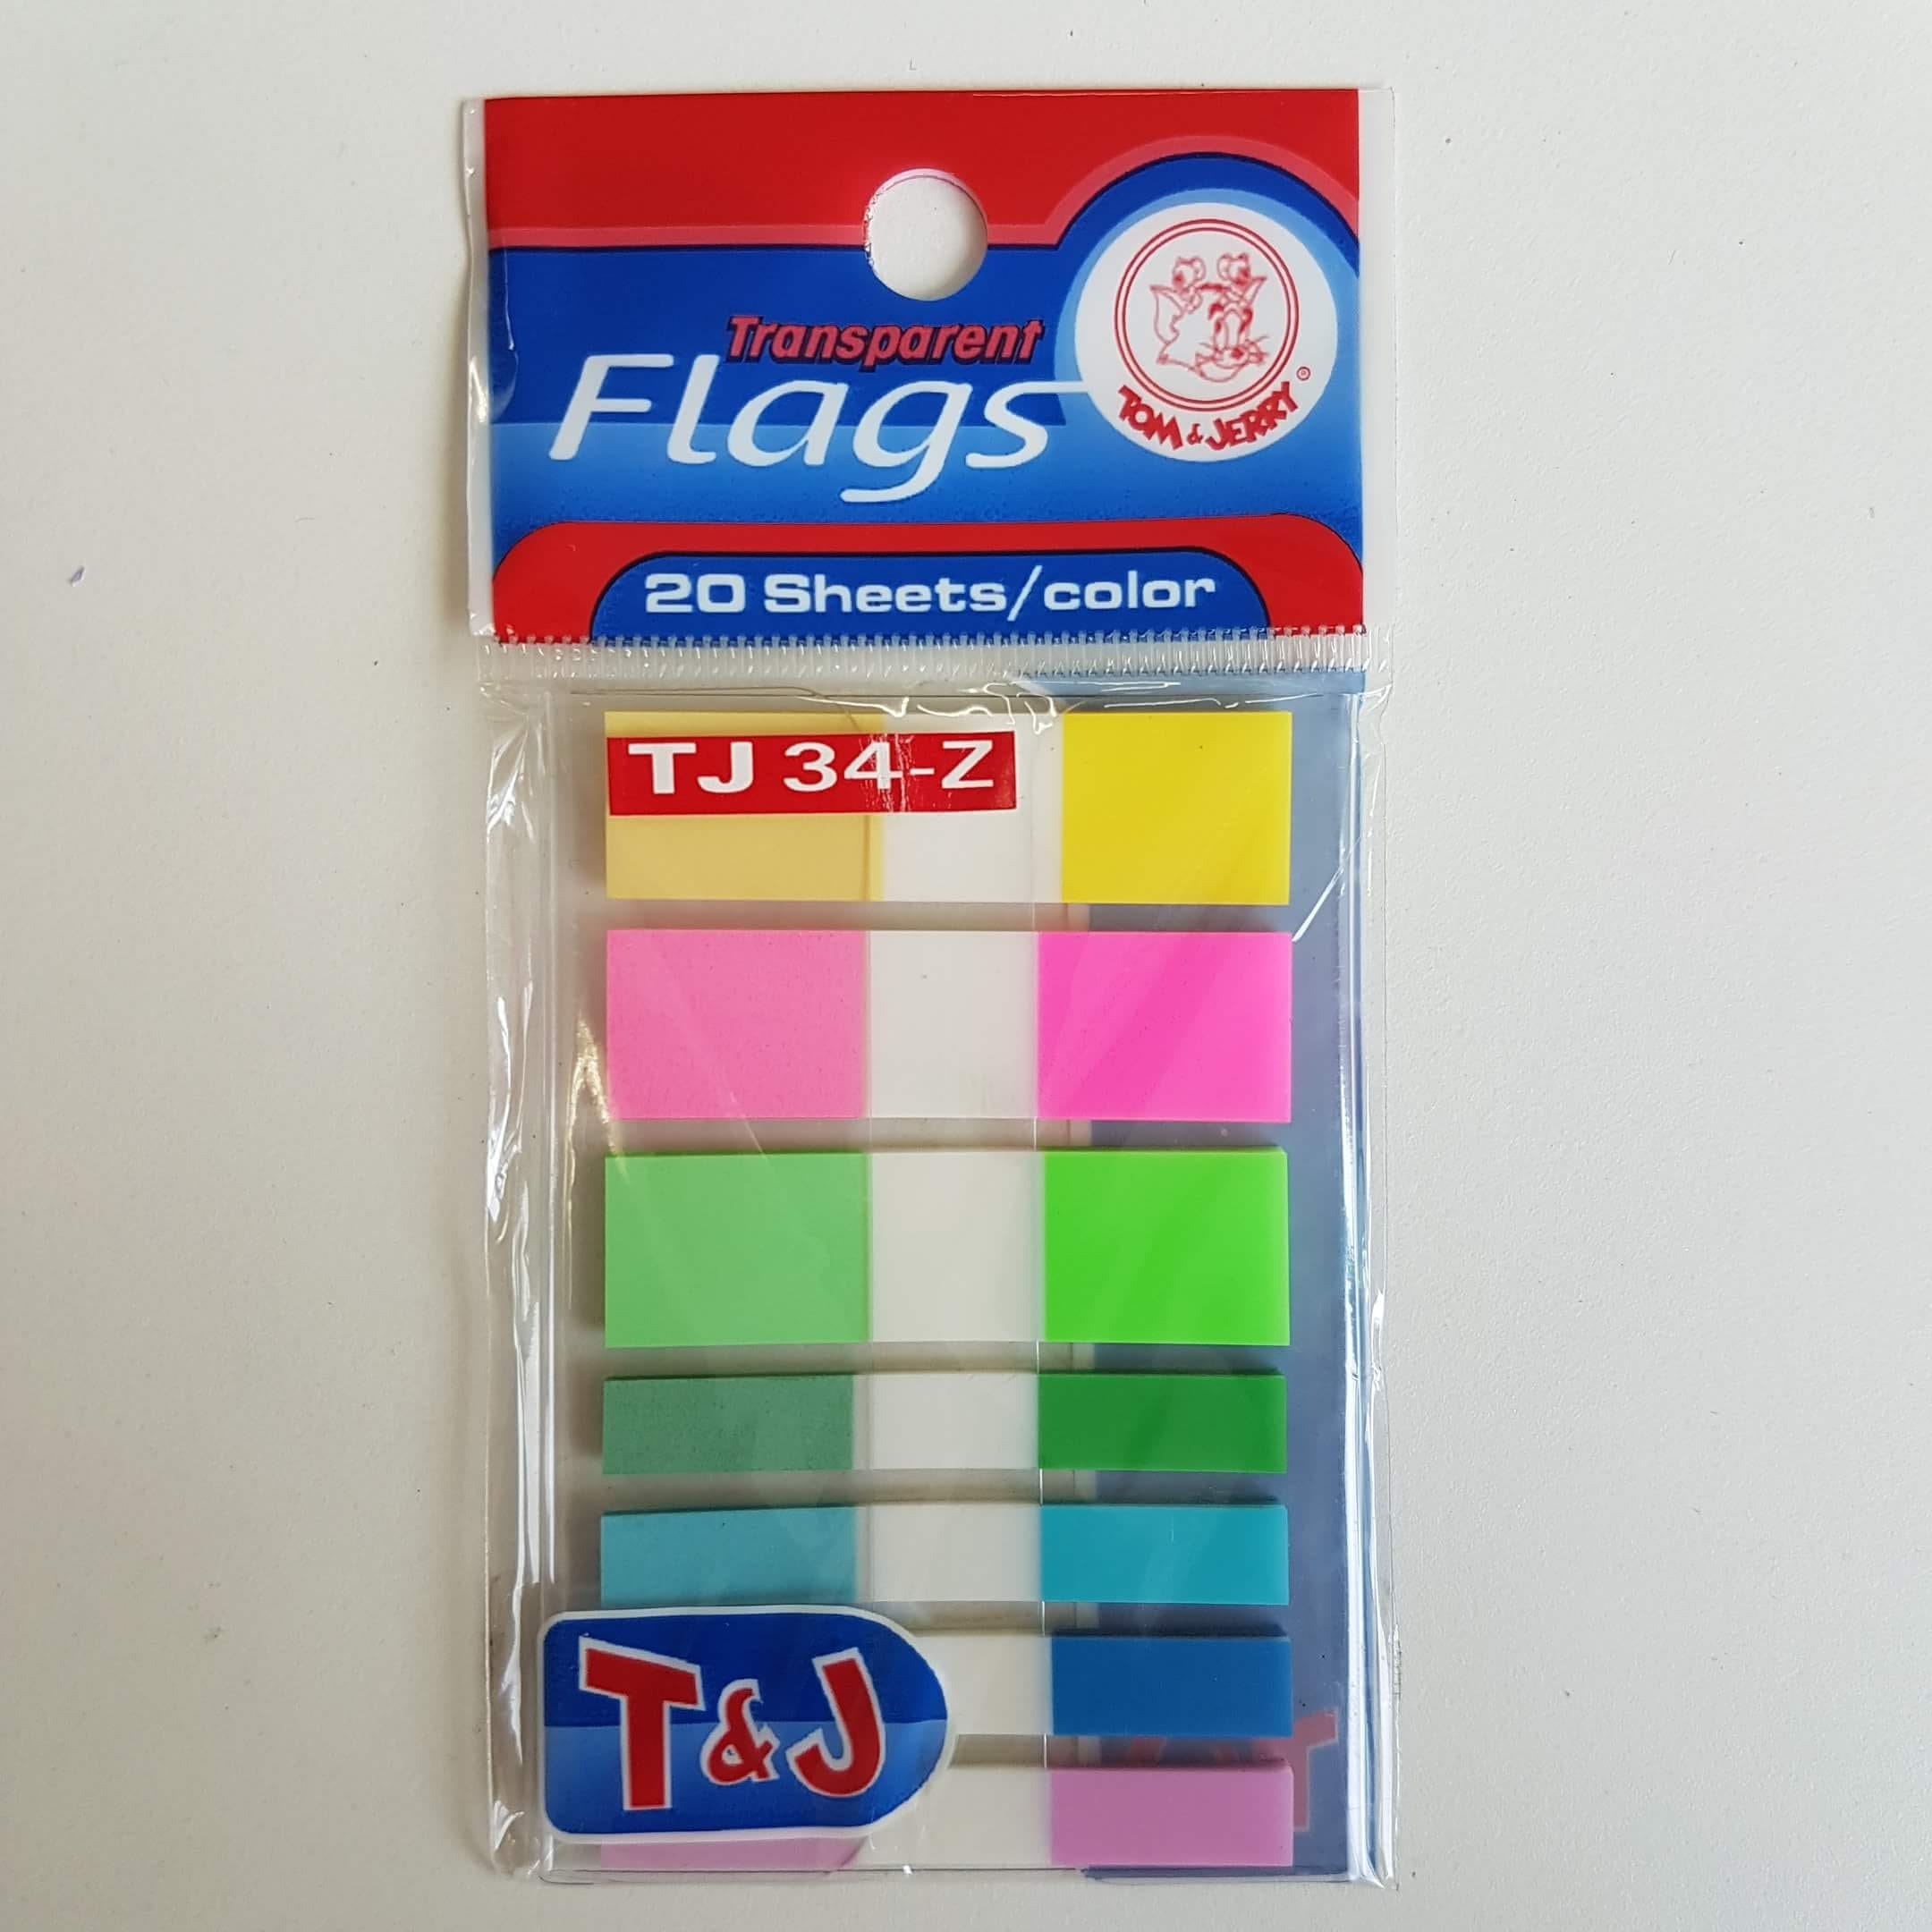 Transparent
Flags
TOM & JERRY ®
20 Sheets/color
TJ 34-Z
T&J